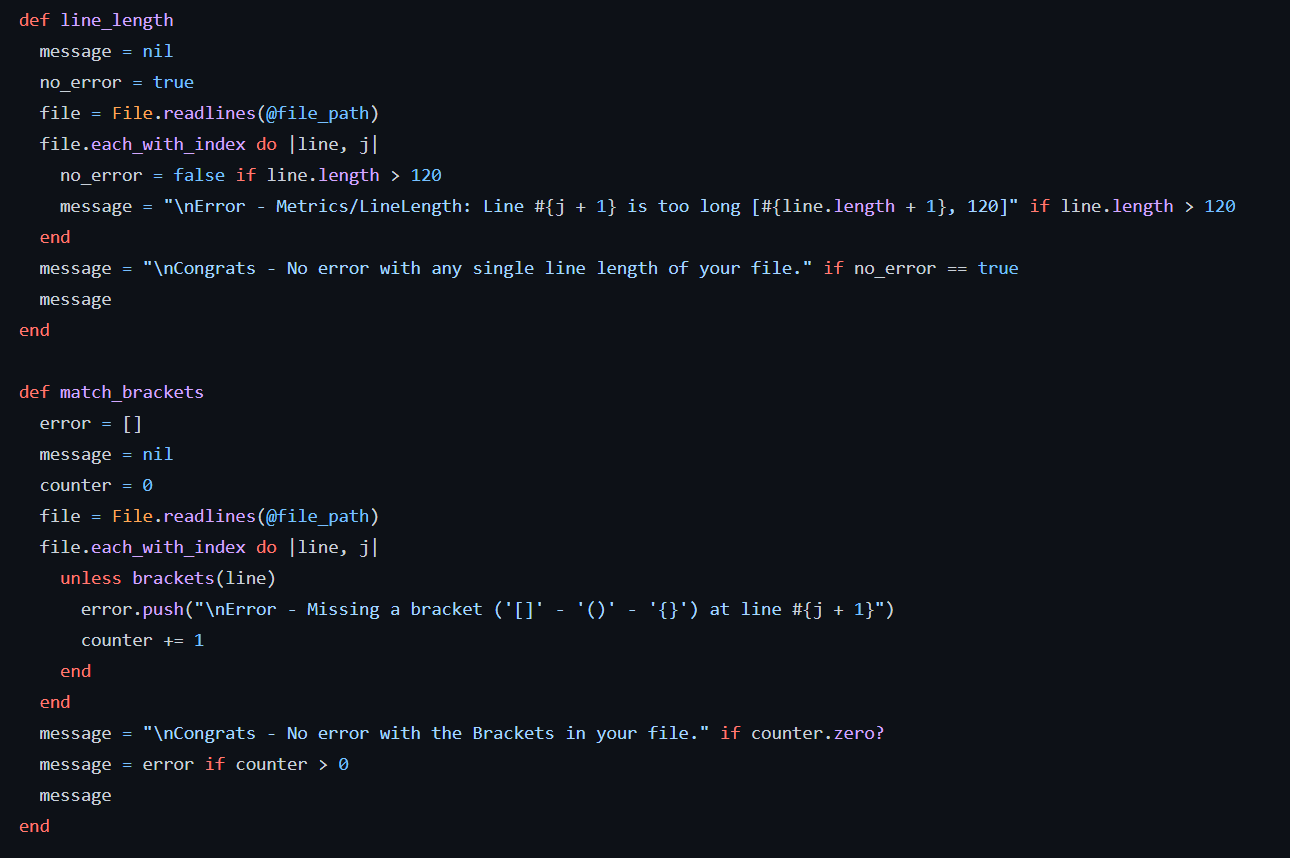 def line_length
  message = nil
  no_error = true
  file = File.readlines(@file_path)
  file.each_with_index do |line, j|
    no_error = false if line.length > 120
    message = "\nError - Metrics/LineLength: Line #{j + 1} is too long [#{line.length + 1}, 120]" if line.length > 120
  end
  message = "\nCongrats - No error with any single line length of your file." if no_error == true
  message
end

def match_brackets
  error = []
  message = nil
  counter = 0
  file = File.readlines(@file_path)
  file.each_with_index do |line, j|
    unless brackets(line)
      error.push("\nError - Missing a bracket ('[]' - '()' - '{}') at line #{j + 1}")
      counter += 1
    end
  end
  message = "\nCongrats - No error with the Brackets in your file." if counter.zero?
  message = error if counter > 0
  message
end